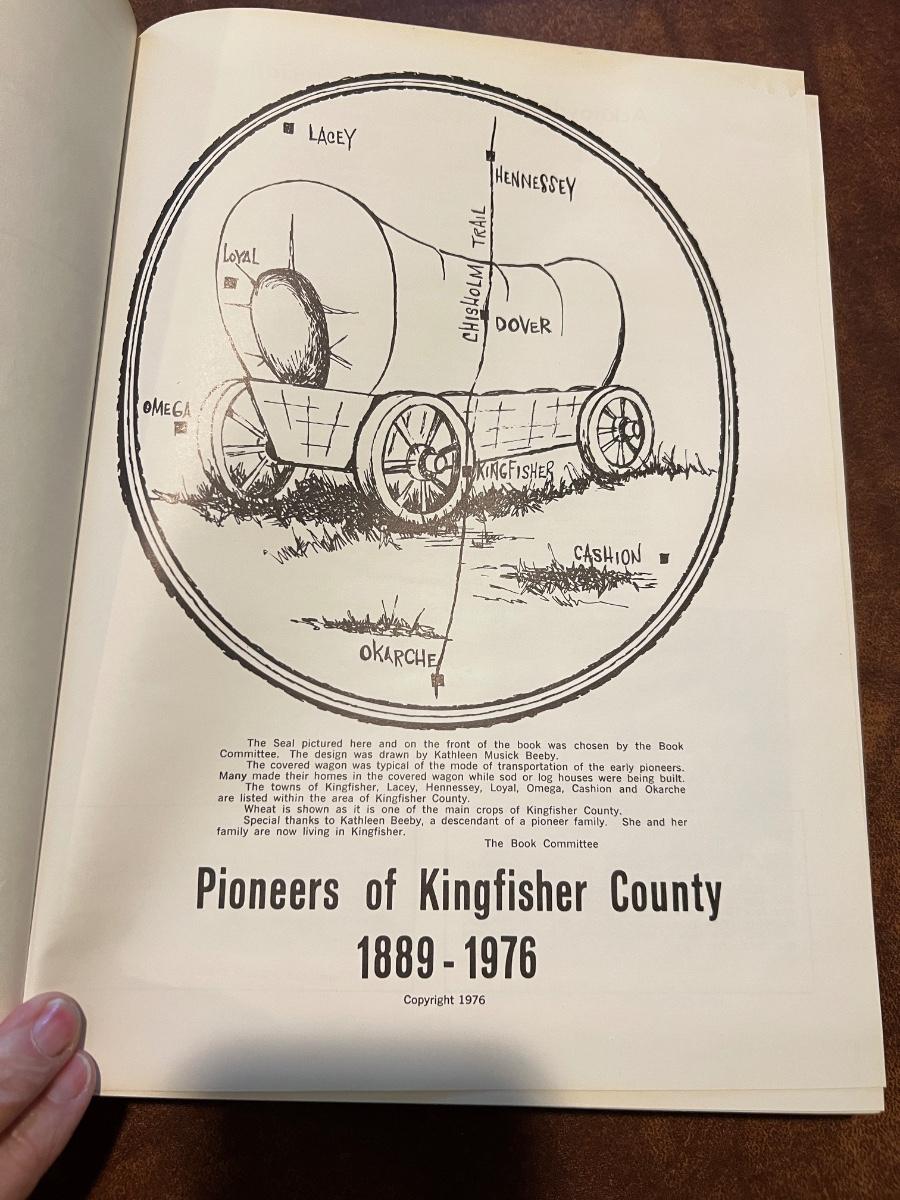 LACEY
HENNESSEY
CHISHOLM TRAIL
LOYAL
DOVER
OMEGA
KINGFISHER
CASHION
OKARCHE
The Seal pictured here and on the front of the book was chosen by the Book
Committee. The design was drawn by Kathleen Musick Beeby.
The covered wagon was typical of the mode of transportation of the early pioneers.
Many made their homes in the covered wagon while sod or log houses were being built.
The towns of Kingfisher, Lacey, Hennessey, Loyal, Omega, Cashion and Okarche
are listed within the area of Kingfisher County.
Wheat is shown as it is one of the main crops of Kingfisher County.
Special thanks to Kathleen Beeby, a descendant of a pioneer family. She and her
family are now living in Kingfisher.
The Book Committee
Pioneers of Kingfisher County
1889-1976
Copyright 1976